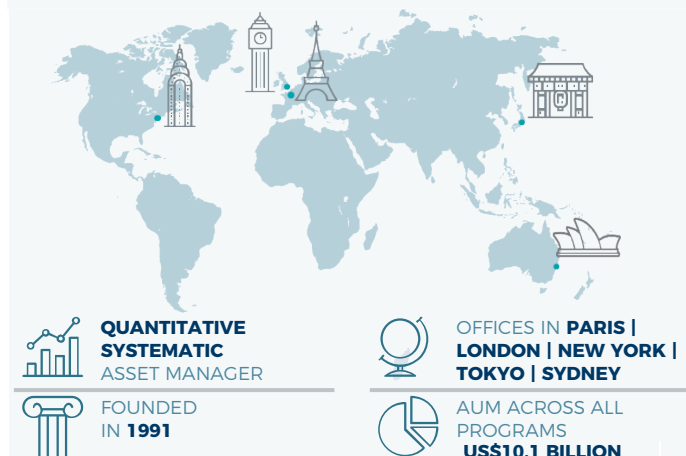 QUANTITATIVE
SYSTEMATIC
ASSET MANAGER
OFFICES IN PARIS |
LONDON | NEW YORK |
TOKYO | SYDNEY
FOUNDED
IN 1991
AUM ACROSS ALL
PROGRAMS
US$10.1 BILLION